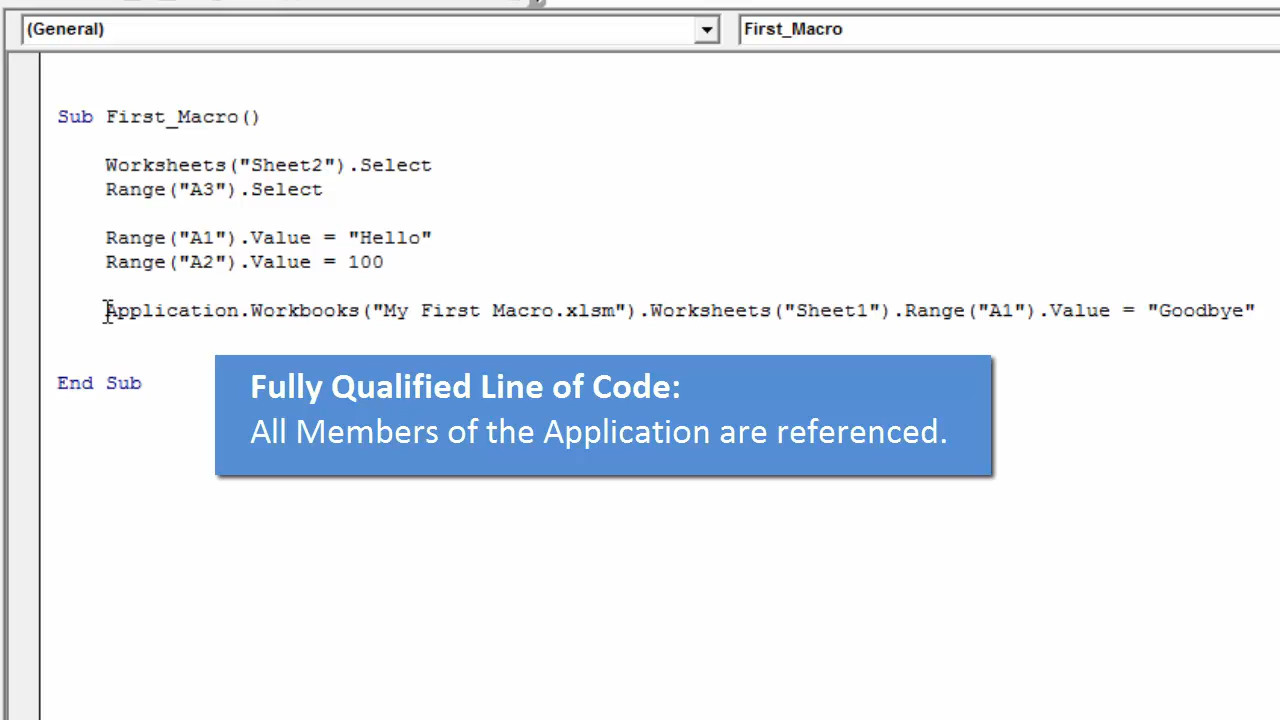 (General)
First_Macro
Sub First_Macro()
Worksheets("Sheet2").Select
Range("A3").Select
Range("A1").Value = "Hello"
Range("A2").Value = 100
Application.Workbooks("My First Macro.xlsm").Worksheets("Sheet1").Range("A1").Value = "Goodbye"
End Sub
Fully Qualified Line of Code:
All Members of the Application are referenced.